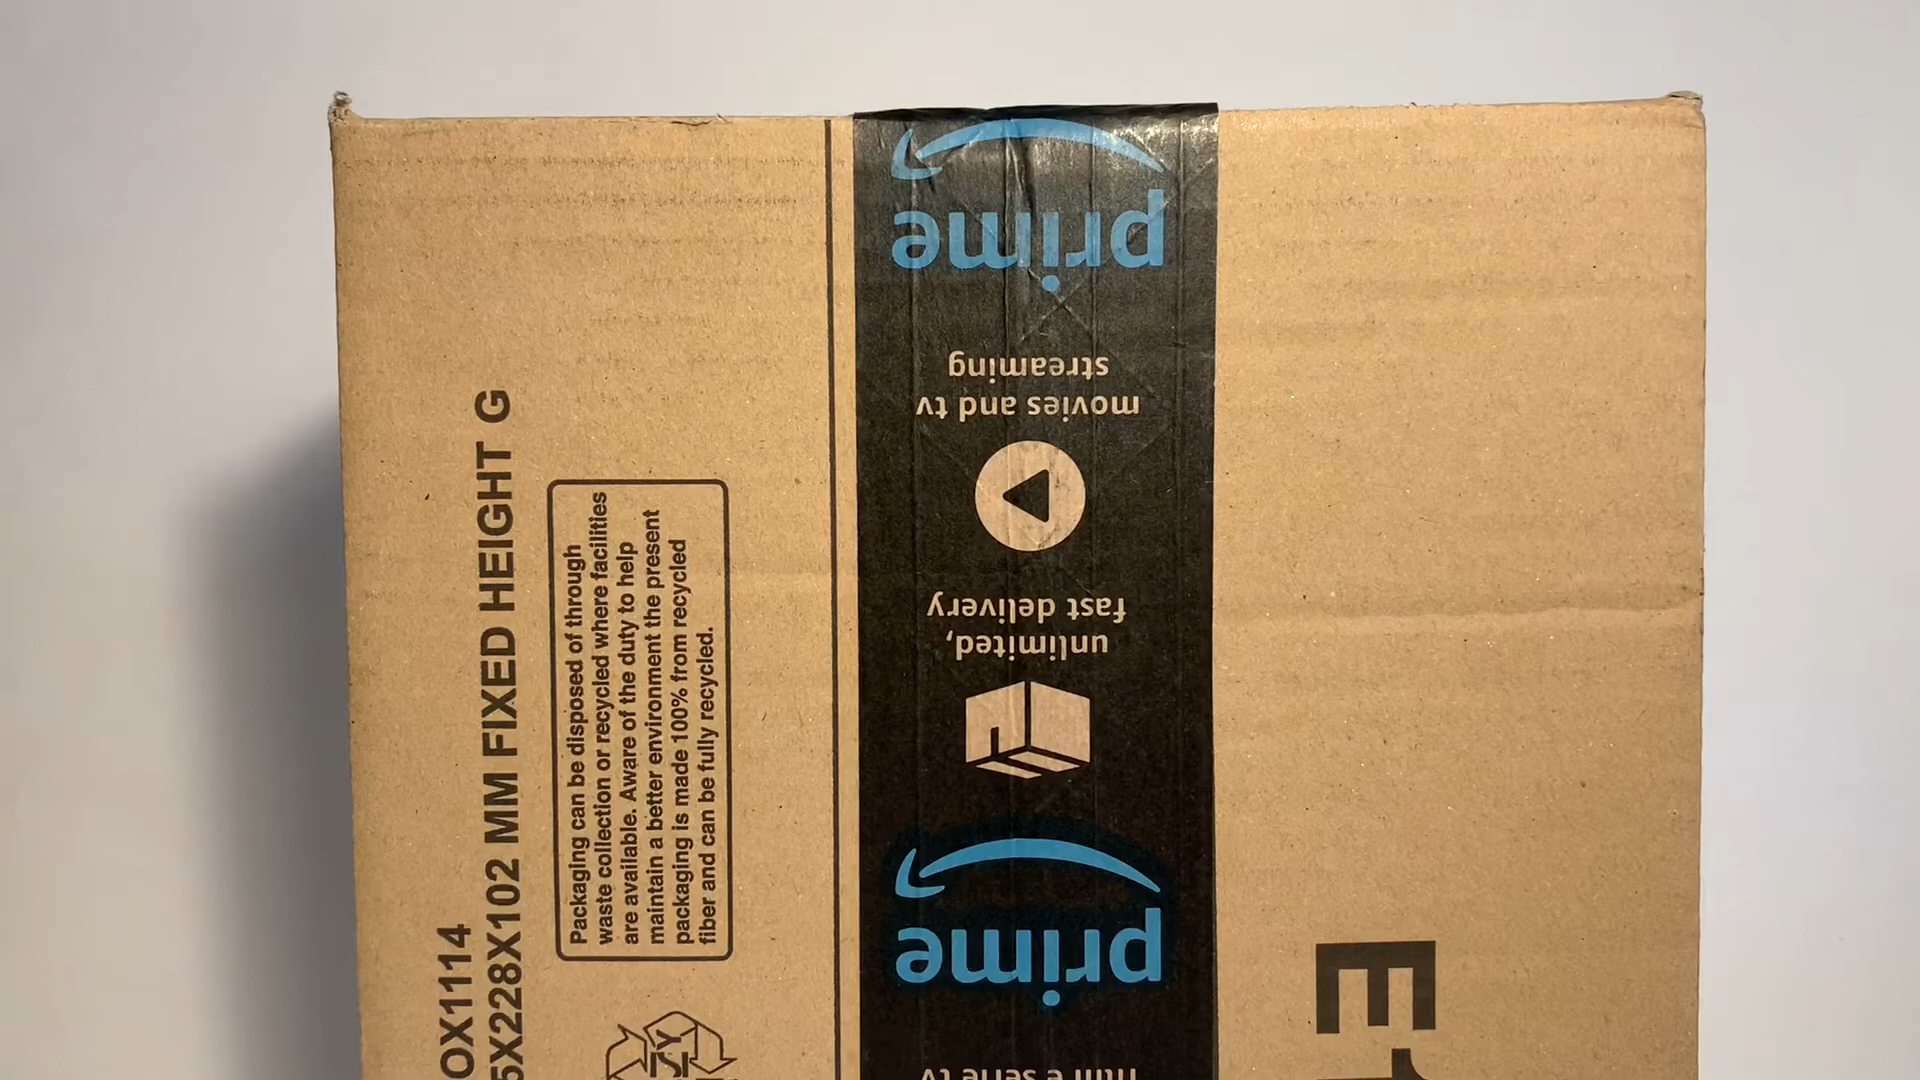 prime
streaming
movies and tv
fast delivery
unlimited,
prime
OX1114
5X228X102 MM FIXED HEIGHT G
Packaging can be disposed of through
waste collection or recycled where facilities
are available. Aware of the duty to help
maintain a better environment the present
packaging is made 100% from recycled
fiber and can be fully recycled.
E